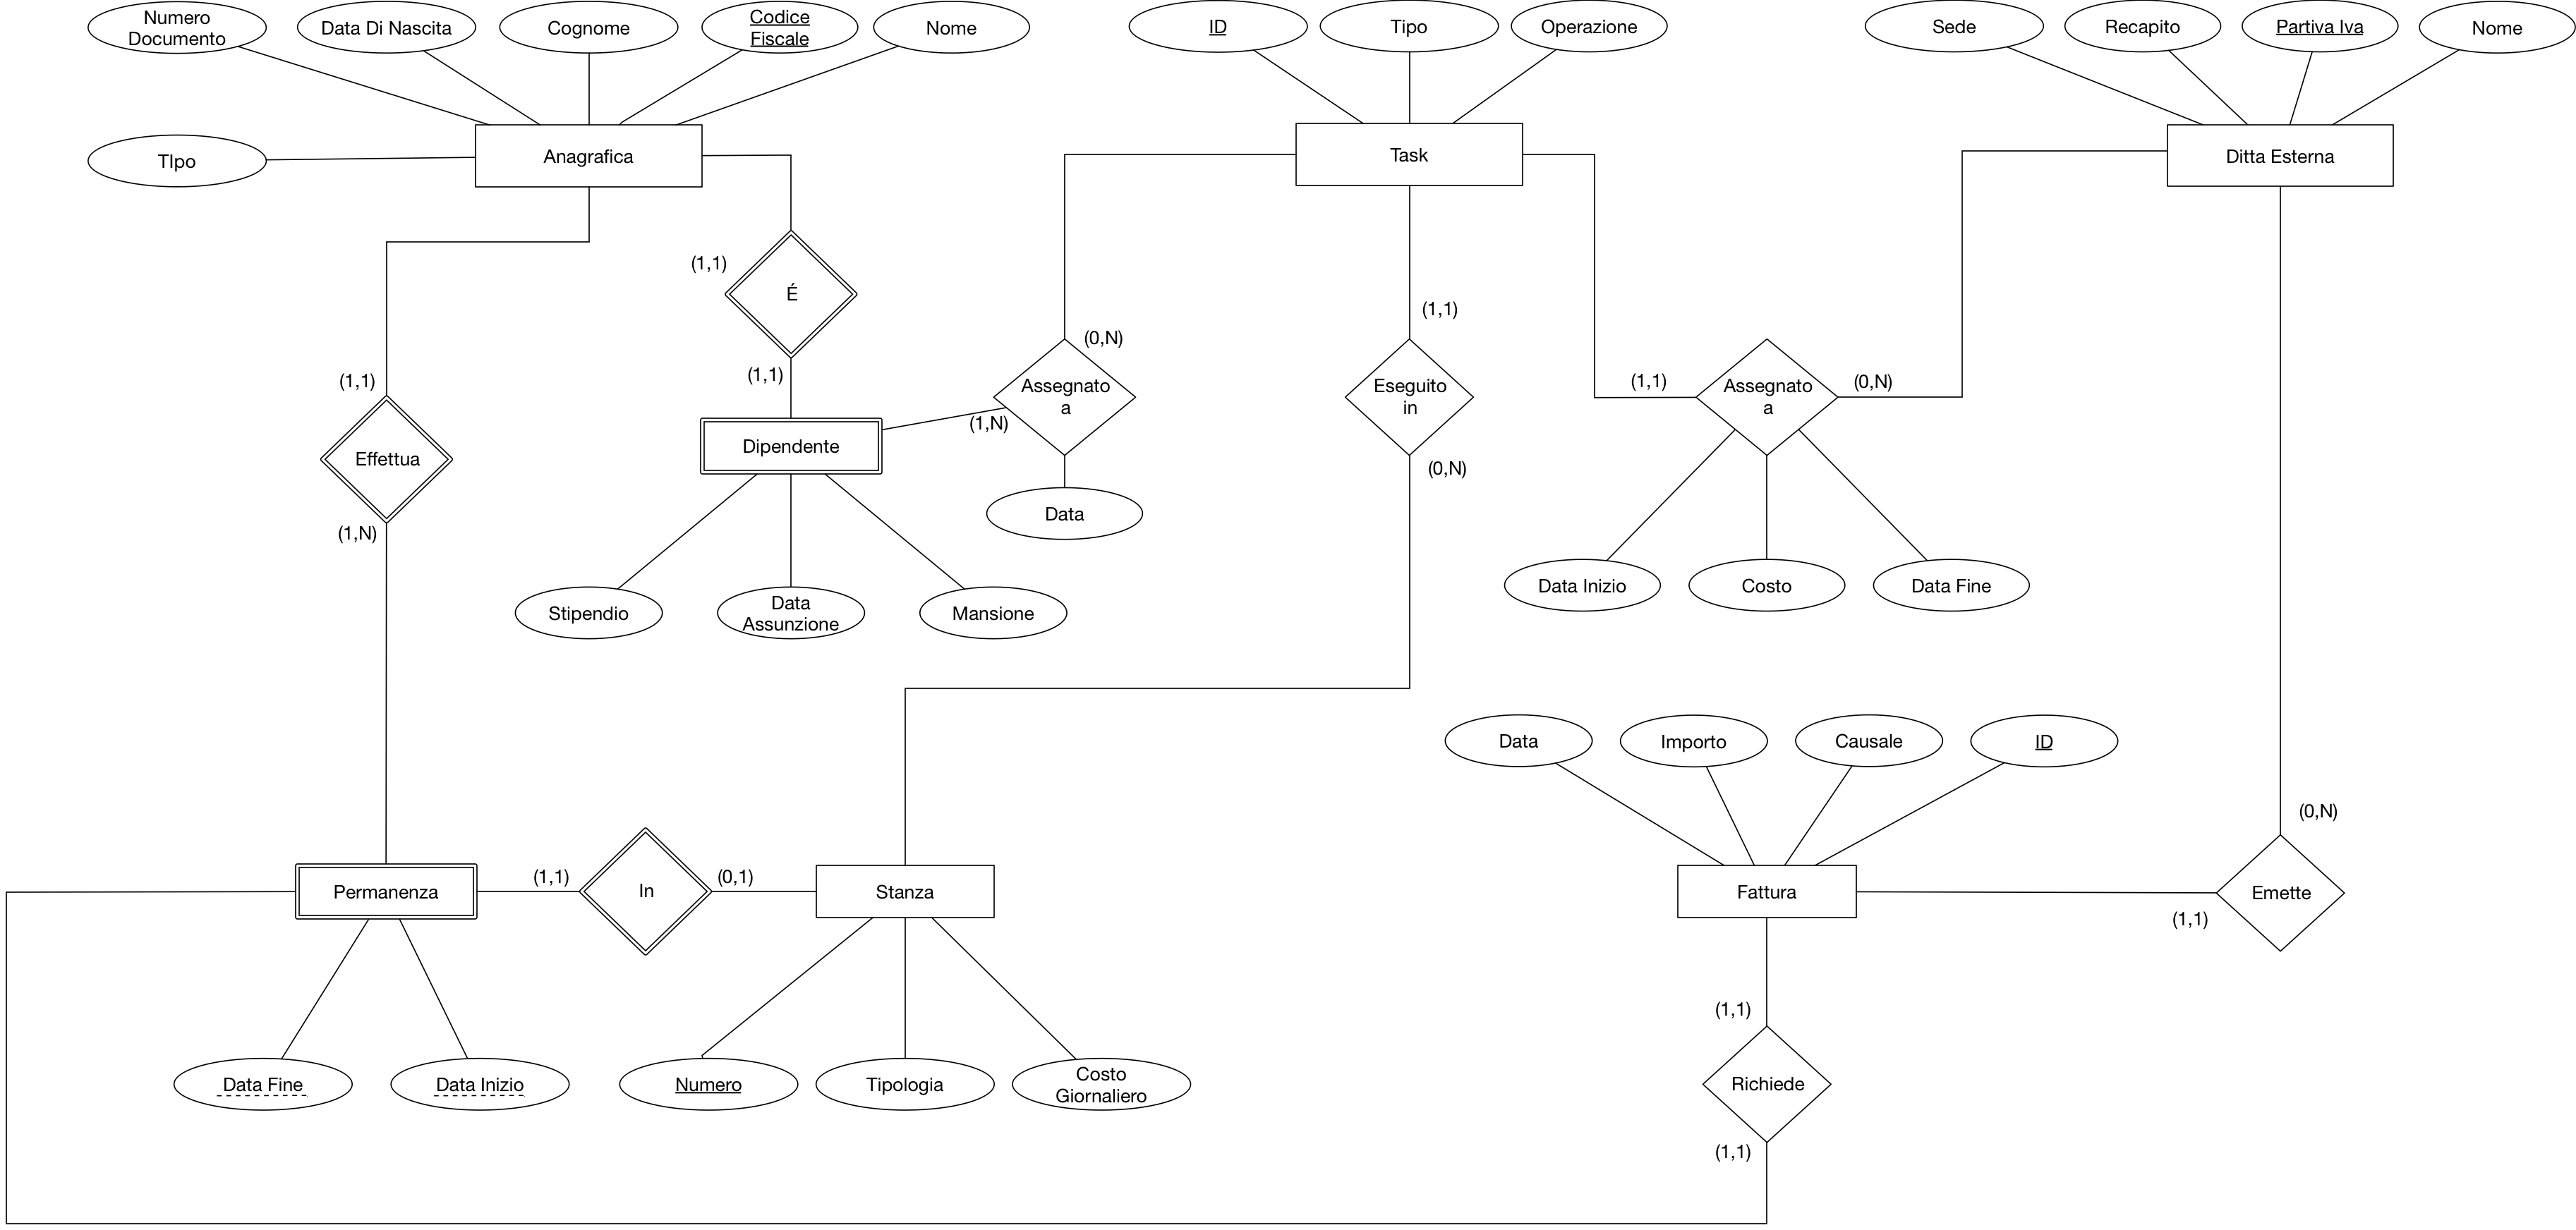 Numero
Documento
Data Di Nascita
Cognome
Codice
Fiscale
Nome
ID
Tipo
Operazione
Sede
Recapito
Partiva Iva
Nome
TIpo
Anagrafica
Task
Ditta Esterna
(1,1)
É
(1,1)
(1,1)
Effettua
(1,N)
Dipendente
(0,N)
Assegnato
a
(1,N)
Data
(1,1)
Eseguito
in
(0,N)
(1,1)
Assegnato
a
(0,N)
Data Inizio
Costo
Data Fine
Stipendio
Data
Assunzione
Mansione
Data
Importo
Causale
ID
(0,N)
Permanenza
(1,1)
In
(0,1)
Stanza
Fattura
(1,1)
Emette
(1,1)
Data Fine
Data Inizio
Numero
Tipologia
Costo
Giornaliero
Richiede
(1,1)